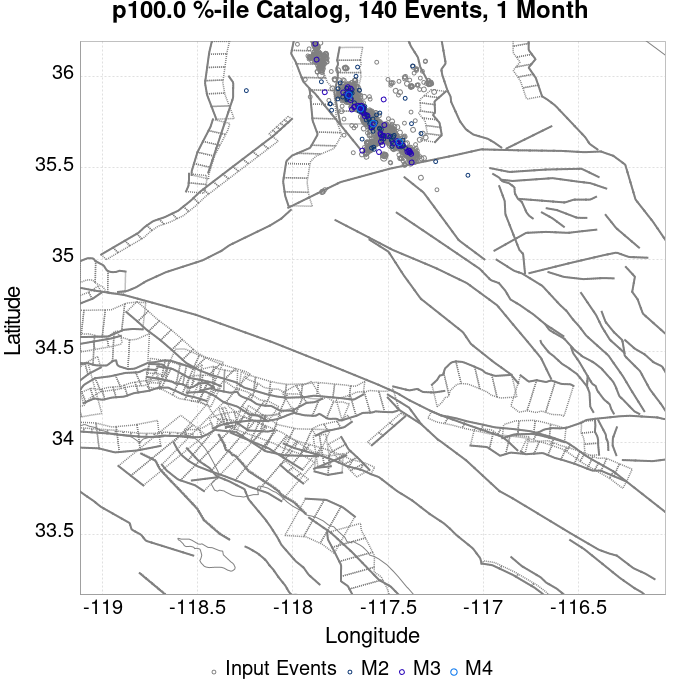 p100.0 %-ile Catalog, 140 Events, 1 Month
36
35.5
35
34.5
34
33.5
Latitude
-119
-118.5
-118
-117.5
-117
-116.5
Longitude
Input Events
M2
M3
M4